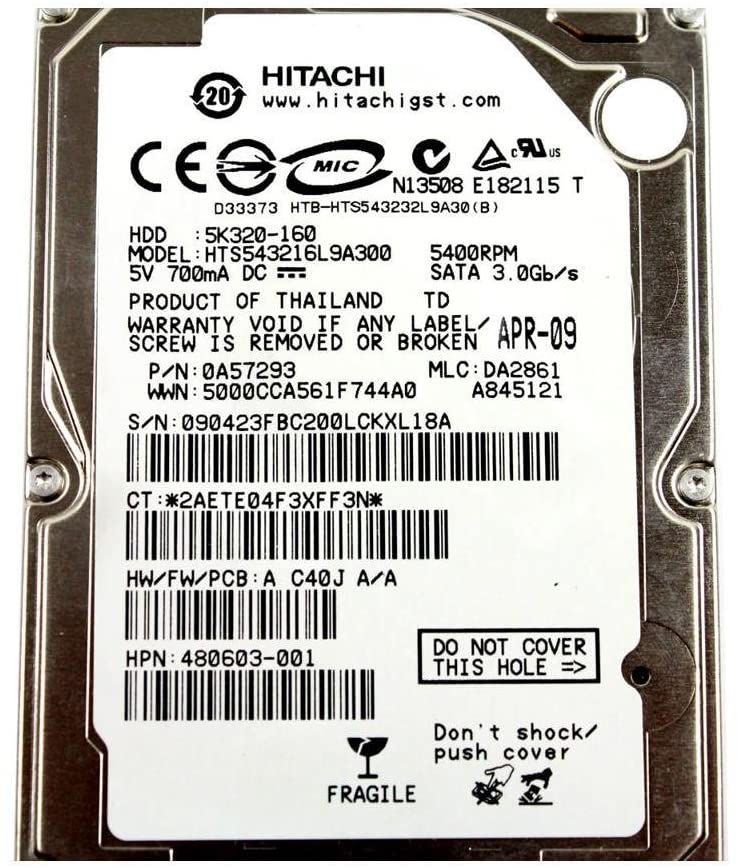 20 HITACHI
www.hitachigst.com
CE MIC c RU US
N13508 E182115 T
D33373 HTB-HTS543232L9A30(B)
HDD :5K320-160
MODEL:HTS543216L9A300 5400RPM
5V 700mA DC SATA 3.0Gb/s
PRODUCT OF THAILAND TD
WARRANTY VOID IF ANY LABEL/
SCREW IS REMOVED OR BROKEN APR-09
P/N:0A57293 MLC:DA2861
WWN:5000CCA561F744A0 A845121
S/N:090423FBC200LCKXL18A
CT:*2AETE04F3XFF3N*
HW/FW/PCB:A C40J A/A
HPN:480603-001
DO NOT COVER
THIS HOLE =>
Don't shock/
push cover
FRAGILE